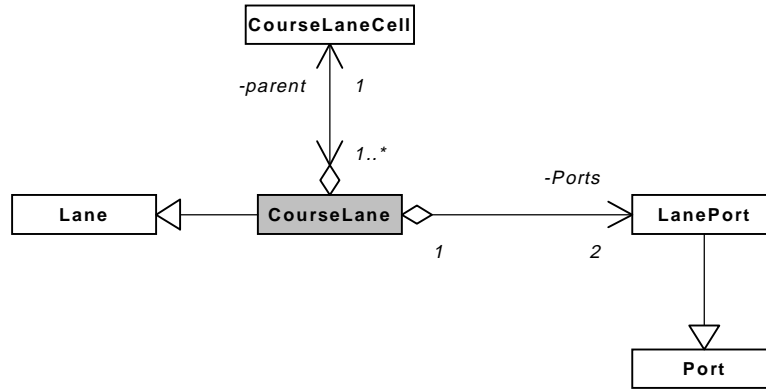 CourseLaneCell
-parent
1
1..*
-Ports
Lane
CourseLane
LanePort
1
2
Port